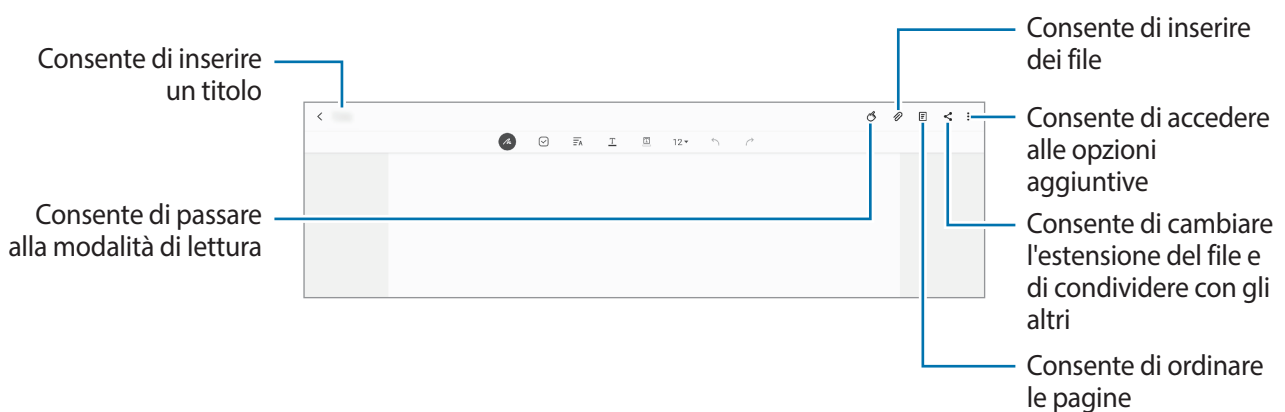 Consente di inserire
un titolo
Consente di passare
alla modalità di lettura
12
Consente di inserire
dei file
Consente di accedere
alle opzioni
aggiuntive
Consente di cambiare
l'estensione del file e
di condividere con gli
altri
Consente di ordinare
le pagine